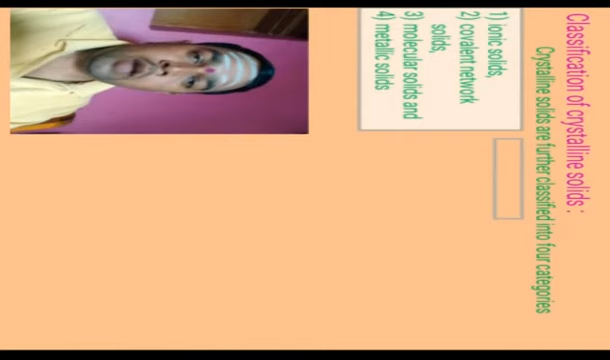 Classification of crystalline solids :
Crystalline solids are further classified into four categories
1) ionic solids,
2) covalent network
solids,
3) molecular solids and
4) metallic solids